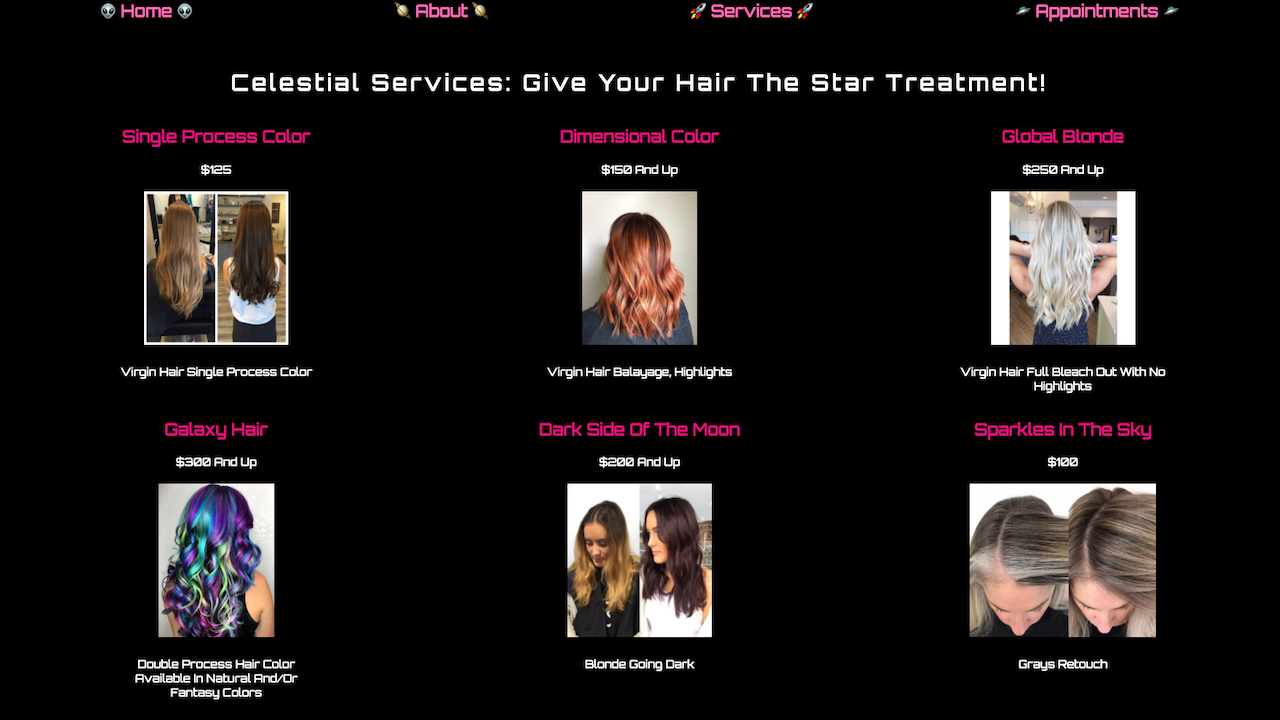 👽 Home 👽
🪐 About 🪐
🚀 Services 🚀
🛸 Appointments 🛸
Celestial Services: Give Your Hair The Star Treatment!
Single Process Color
$125
Virgin Hair Single Process Color
Dimensional Color
$150 And Up
Virgin Hair Balayage, Highlights
Global Blonde
$250 And Up
Virgin Hair Full Bleach Out With No
Highlights
Galaxy Hair
$300 And Up
Double Process Hair Color
Available In Natural And/Or
Fantasy Colors
Dark Side Of The Moon
$200 And Up
Blonde Going Dark
Sparkles In The Sky
$100
Grays Retouch